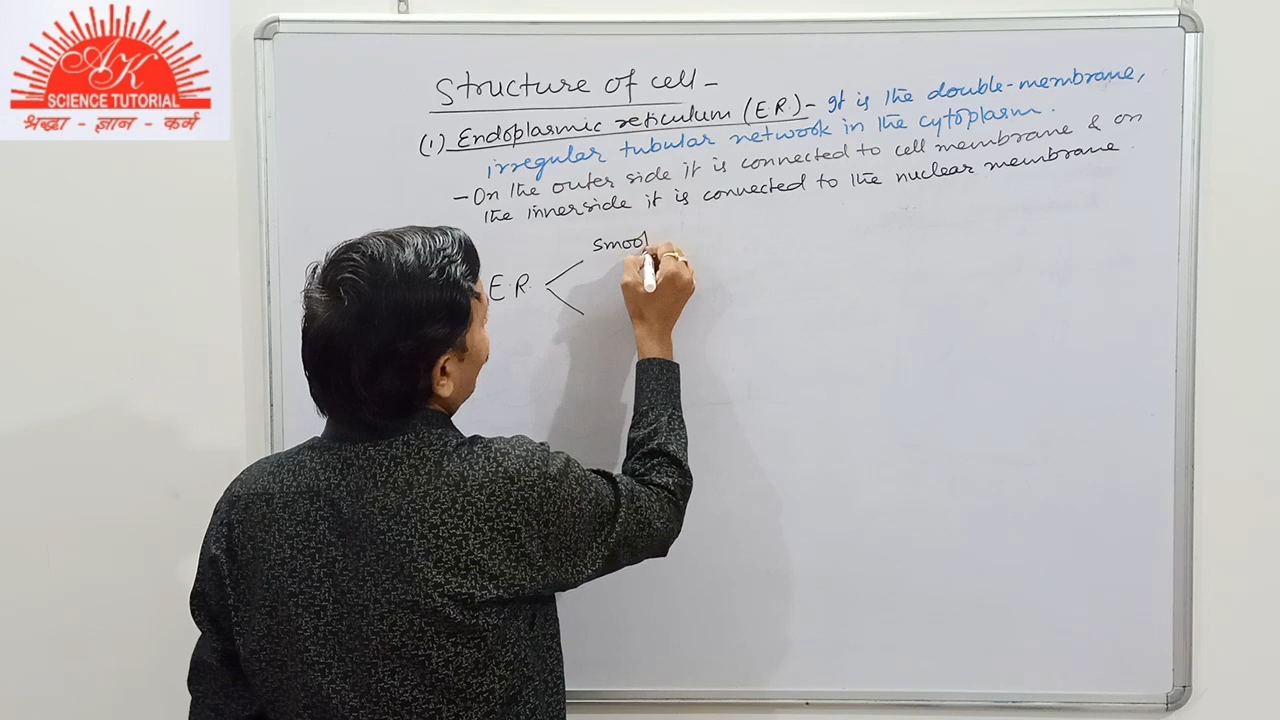 AK
SCIENCE TUTORIAL
श्रद्धा - ज्ञान - कर्म
Structure of cell -
(1) Endoplasmic reticulum (E.R.) - It is the double-membrane,
irregular tubular network in the cytoplasm.
- On the outer side it is connected to cell membrane & on
the innerside it is connected to the nuclear membrane.
E.R. < smoot